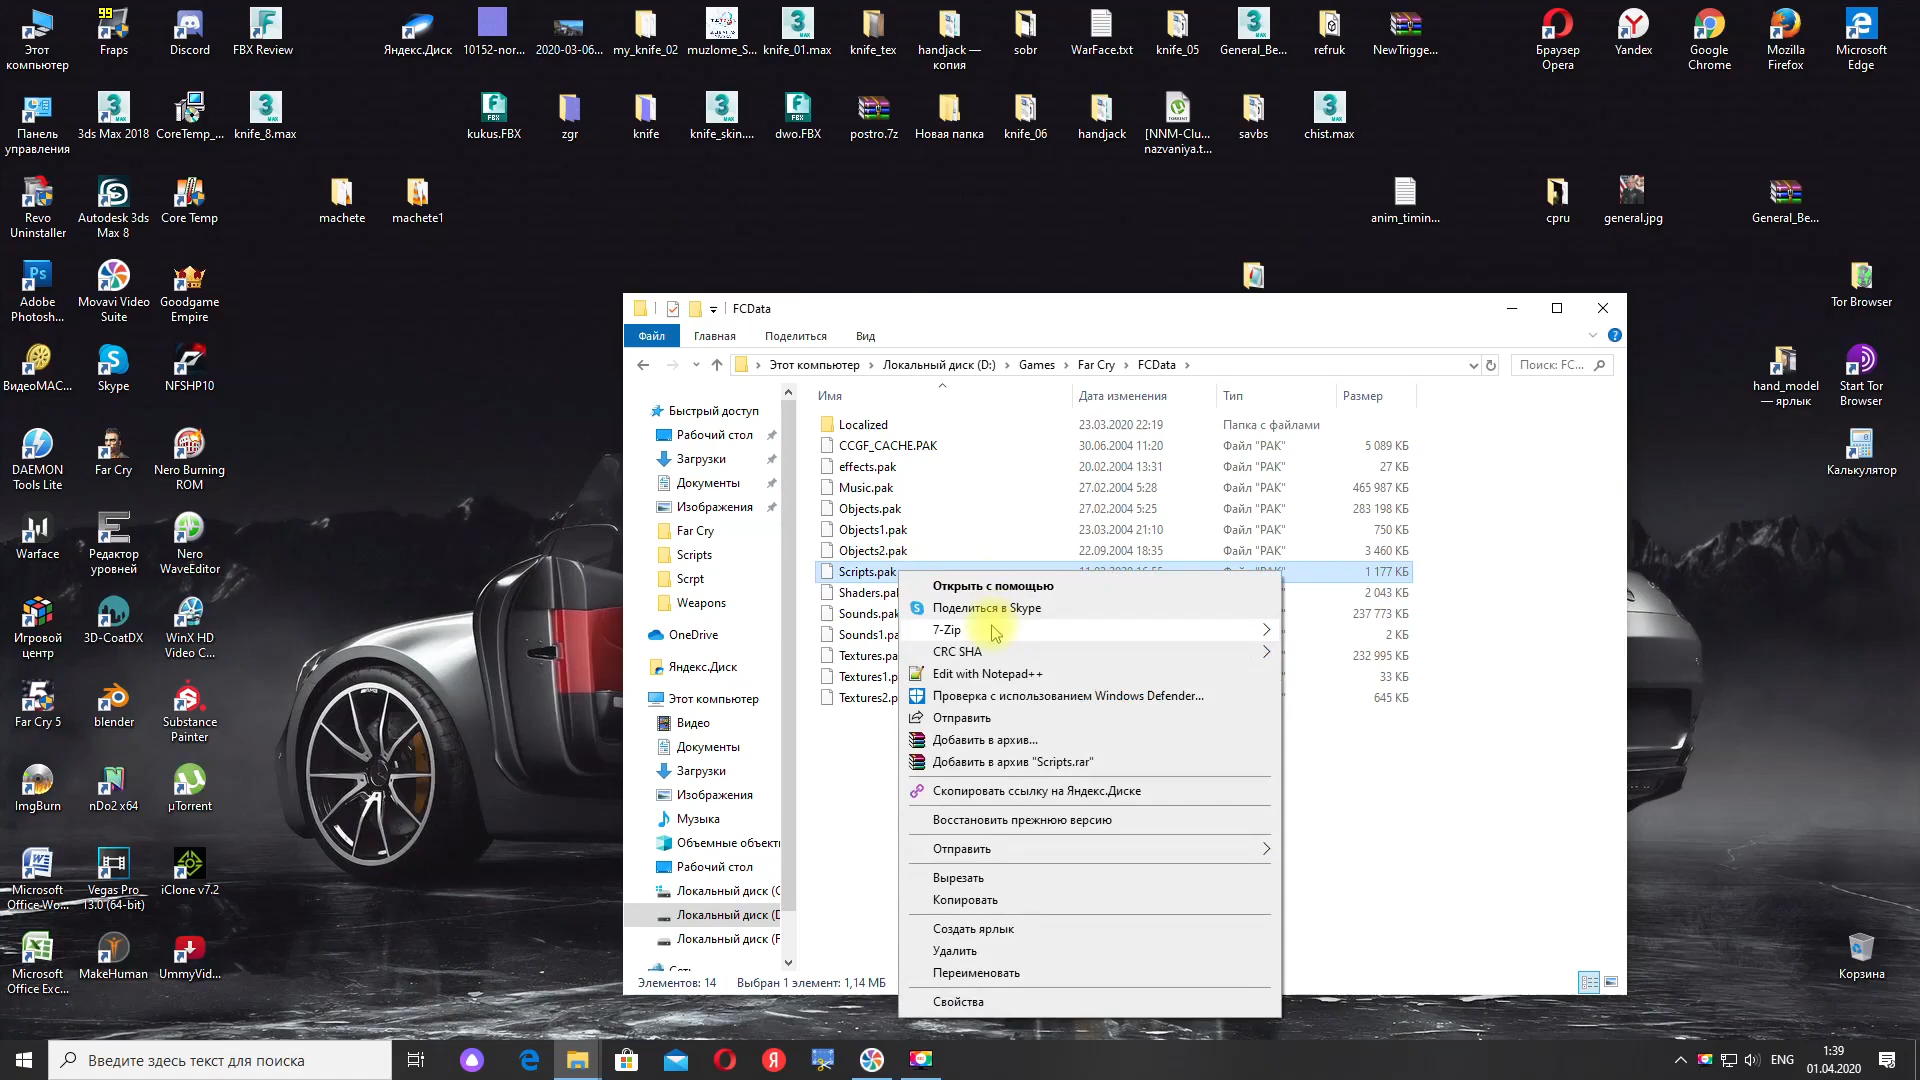 Этот
компьютер
99
Fraps
Discord
FBX Review
Яндекс.Диск
10152-nor...
2020-03-06...
my_knife_02
muzlome_S...
knife_01.max
knife_tex
handjack —
копия
sobr
WarFace.txt
knife_05
General_Be...
refruk
NewTrigge...
Браузер
Opera
Yandex
Google
Chrome
Mozilla
Firefox
Microsoft
Edge
Панель
управления
3ds Max 2018
CoreTemp_...
knife_8.max
kukus.FBX
zgr
knife
knife_skin....
dwo.FBX
postro.7z
Новая папка
knife_06
handjack
[NNM-Clu...
nazvaniya.t...
savbs
chist.max
Revo
Uninstaller
Autodesk 3ds
Max 8
Core Temp
machete
machete1
anim_timin...
cpru
general.jpg
General_Be...
Adobe
Photosh...
Movavi Video
Suite
Goodgame
Empire
Tor Browser
ВидеоМАС...
Skype
NFSHP10
hand_model
— ярлык
Start Tor
Browser
DAEMON
Tools Lite
Far Cry
Nero Burning
ROM
Калькулятор
Warface
Редактор
уровней
Nero
WaveEditor
Игровой
центр
3D-CoatDX
WinX HD
Video C...
Far Cry 5
blender
Substance
Painter
ImgBurn
nDo2 x64
µTorrent
Microsoft
Office-Wo...
Vegas Pro
13.0 (64-bit)
iClone v7.2
Microsoft
Office Exc...
MakeHuman
UmmyVid...
Корзина
FCData
Файл
Главная
Поделиться
Вид
Этот компьютер › Локальный диск (D:) › Games › Far Cry › FCData ›
Поиск: FC...
Быстрый доступ
Рабочий стол
Загрузки
Документы
Изображения
Far Cry
Scripts
Scrpt
Weapons
OneDrive
Яндекс.Диск
Этот компьютер
Видео
Документы
Загрузки
Изображения
Музыка
Объемные объекты
Рабочий стол
Локальный диск (C
Локальный диск (D
Локальный диск (F
Сеть
Имя Дата изменения Тип Размер
Localized 23.03.2020 22:19 Папка с файлами
CCGF_CACHE.PAK 30.06.2004 11:20 Файл "PAK" 5 089 КБ
effects.pak 20.02.2004 13:31 Файл "PAK" 27 КБ
Music.pak 27.02.2004 5:28 Файл "PAK" 465 987 КБ
Objects.pak 27.02.2004 5:25 Файл "PAK" 283 198 КБ
Objects1.pak 23.03.2004 21:10 Файл "PAK" 750 КБ
Objects2.pak 22.09.2004 18:35 Файл "PAK" 3 460 КБ
Scripts.pak 1 177 КБ
Shaders.pak 2 043 КБ
Sounds.pak 237 773 КБ
Sounds1.pa 2 КБ
Textures.pa 232 995 КБ
Textures1.p 33 КБ
Textures2.p 645 КБ
Открыть с помощью
Поделиться в Skype
7-Zip
CRC SHA
Edit with Notepad++
Проверка с использованием Windows Defender...
Отправить
Добавить в архив...
Добавить в архив "Scripts.rar"
Скопировать ссылку на Яндекс.Диске
Восстановить прежнюю версию
Отправить
Вырезать
Копировать
Создать ярлык
Удалить
Переименовать
Свойства
Элементов: 14 Выбран 1 элемент: 1,14 МБ
Введите здесь текст для поиска
ENG
1:39
01.04.2020